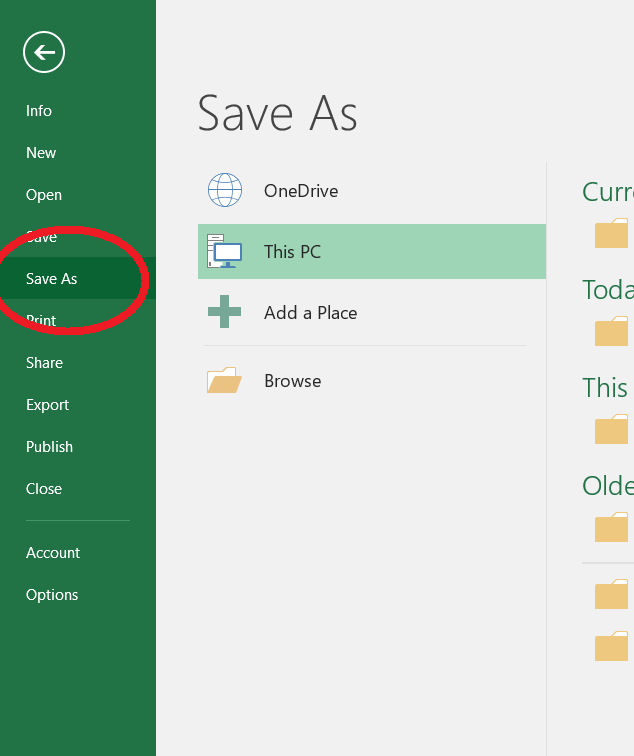 Info
New
Open
Save
Save As
Print
Share
Export
Publish
Close
Account
Options
Save As
OneDrive
This PC
Add a Place
Browse
Curr
Toda
This
Olde